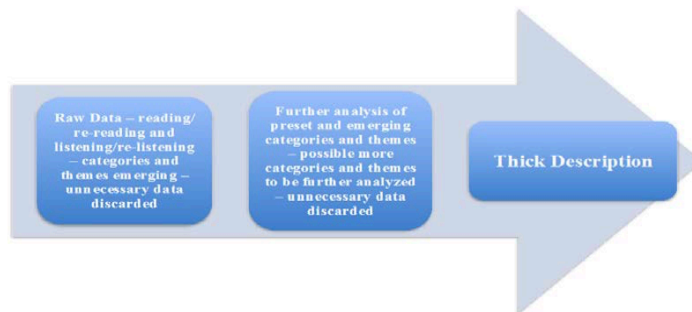 Raw Data – reading/
re-reading and
listening/re-listening
– categories and
themes emerging –
unnecessary data
discarded
Further analysis of
preset and emerging
categories and themes
– possible more
categories and themes
to be further analyzed
– unnecessary data
discarded
Thick Description